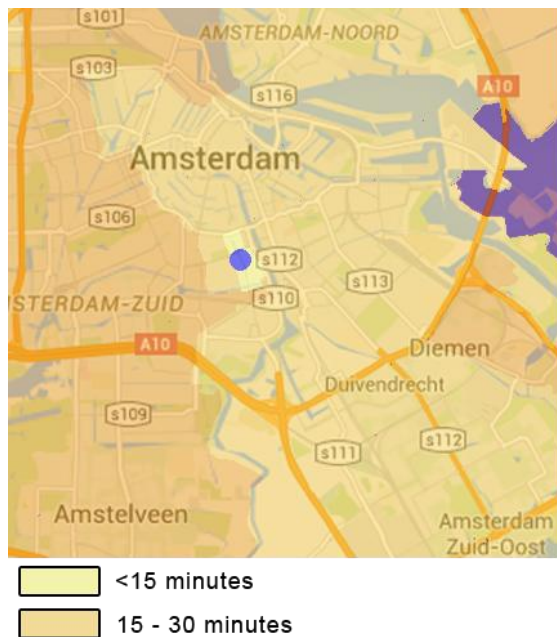 s101
AMSTERDAM-NOORD
s103
A10
s116
Amsterdam
s106
s112
s113
STERDAM-ZUID
s110
A10
Diemen
Duivendrecht
s109
s112
s111
Amstelveen
Amsterdam
Zuid-Oost
<15 minutes
15 - 30 minutes